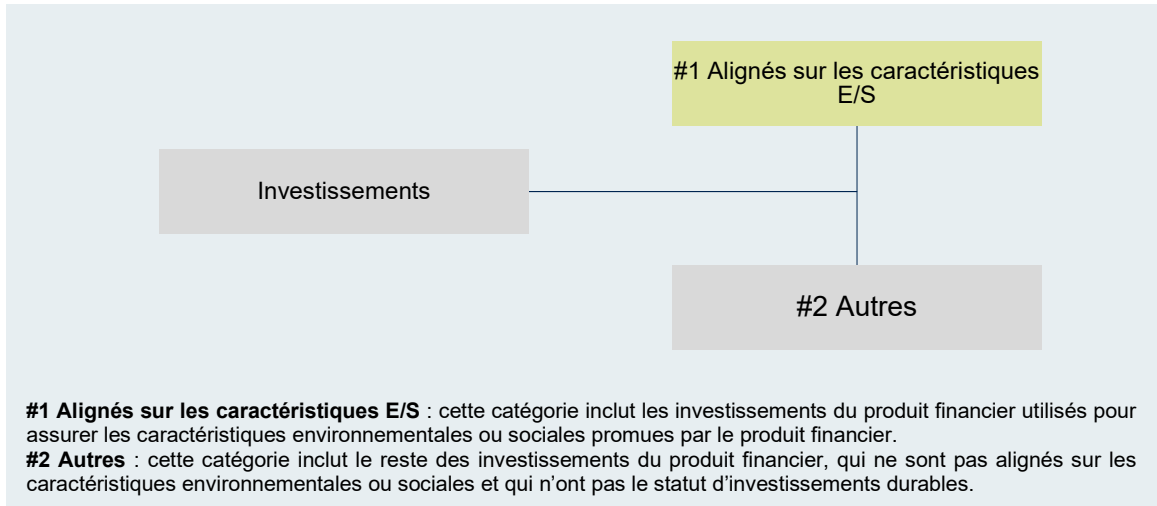 #1 Alignés sur les caractéristiques
E/S
Investissements
#2 Autres
#1 Alignés sur les caractéristiques E/S : cette catégorie inclut les investissements du produit financier utilisés pour
assurer les caractéristiques environnementales ou sociales promues par le produit financier.
#2 Autres : cette catégorie inclut le reste des investissements du produit financier, qui ne sont pas alignés sur les
caractéristiques environnementales ou sociales et qui n’ont pas le statut d’investissements durables.